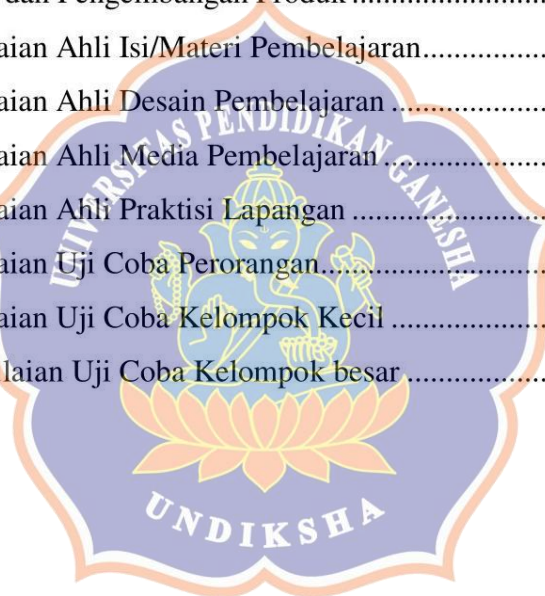 dan Pengembangan Produk ........................
aian Ahli Isi/Materi Pembelajaran................
aian Ahli Desain Pembelajaran ...................
aian Ahli Media Pembelajaran ....................
aian Ahli Praktisi Lapangan .......................
aian Uji Coba Perorangan...........................
aian Uji Coba Kelompok Kecil ...................
laian Uji Coba Kelompok besar ..................
UNIVERSITAS PENDIDIKAN GANESHA
UNDIKSHA